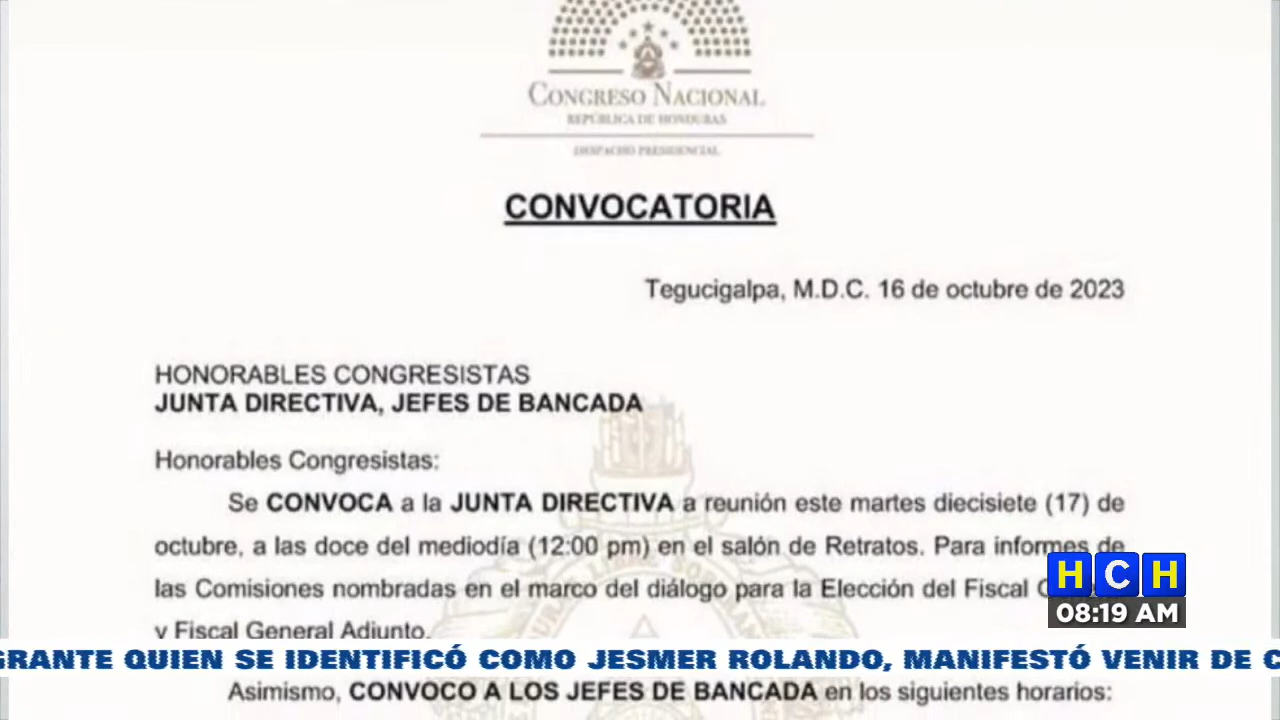 CONGRESO NACIONAL
REPÚBLICA DE HONDURAS
DESPACHO PRESIDENCIAL
CONVOCATORIA
Tegucigalpa, M.D.C. 16 de octubre de 2023
HONORABLES CONGRESISTAS
JUNTA DIRECTIVA, JEFES DE BANCADA
Honorables Congresistas:
Se CONVOCA a la JUNTA DIRECTIVA a reunión este martes diecisiete (17) de
octubre, a las doce del mediodía (12:00 pm) en el salón de Retratos. Para informes de
las Comisiones nombradas en el marco del diálogo para la Elección del Fiscal
y Fiscal General Adjunto.
HCH
08:19 AM
GRANTE QUIEN SE IDENTIFICÓ COMO JESMER ROLANDO, MANIFESTÓ VENIR DE C
Asimismo, CONVOCO A LOS JEFES DE BANCADA en los siguientes horarios: